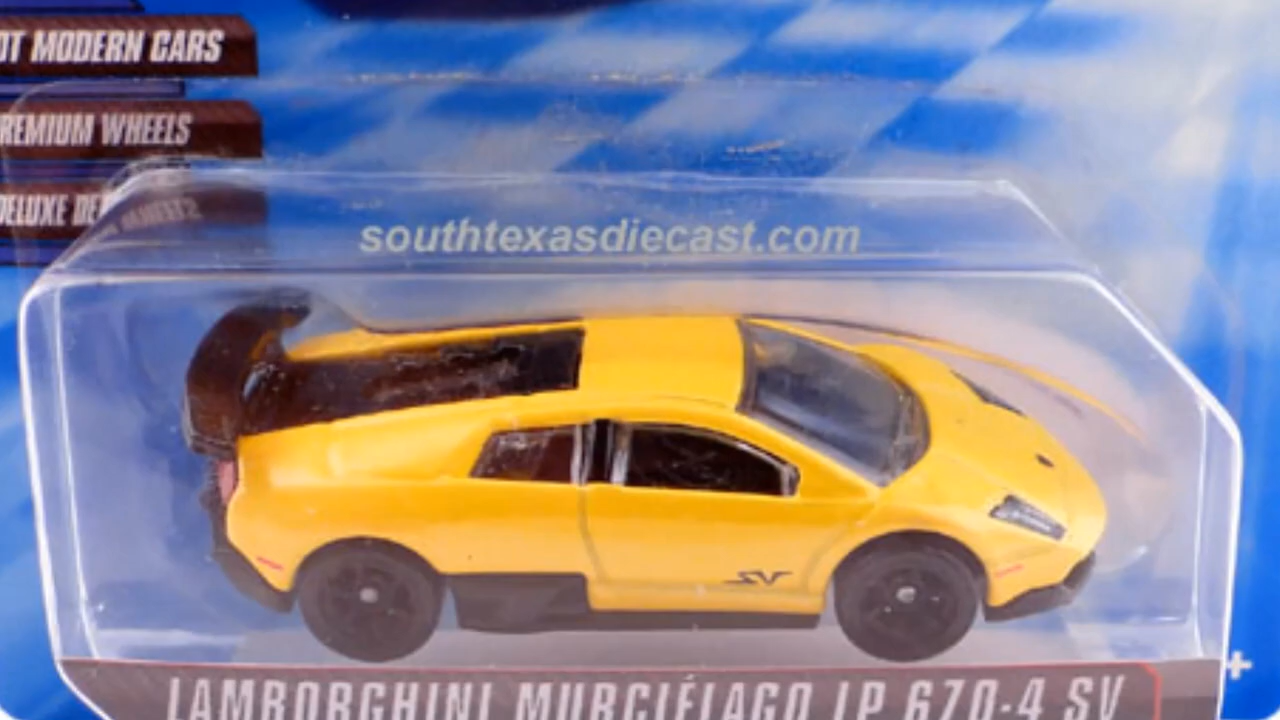 OT MODERN CARS
REMIUM WHEELS
DELUXE DE
southtexasdiecast.com
SV
LAMBORGHINI MURCIÉLAGO LP 670-4 SV